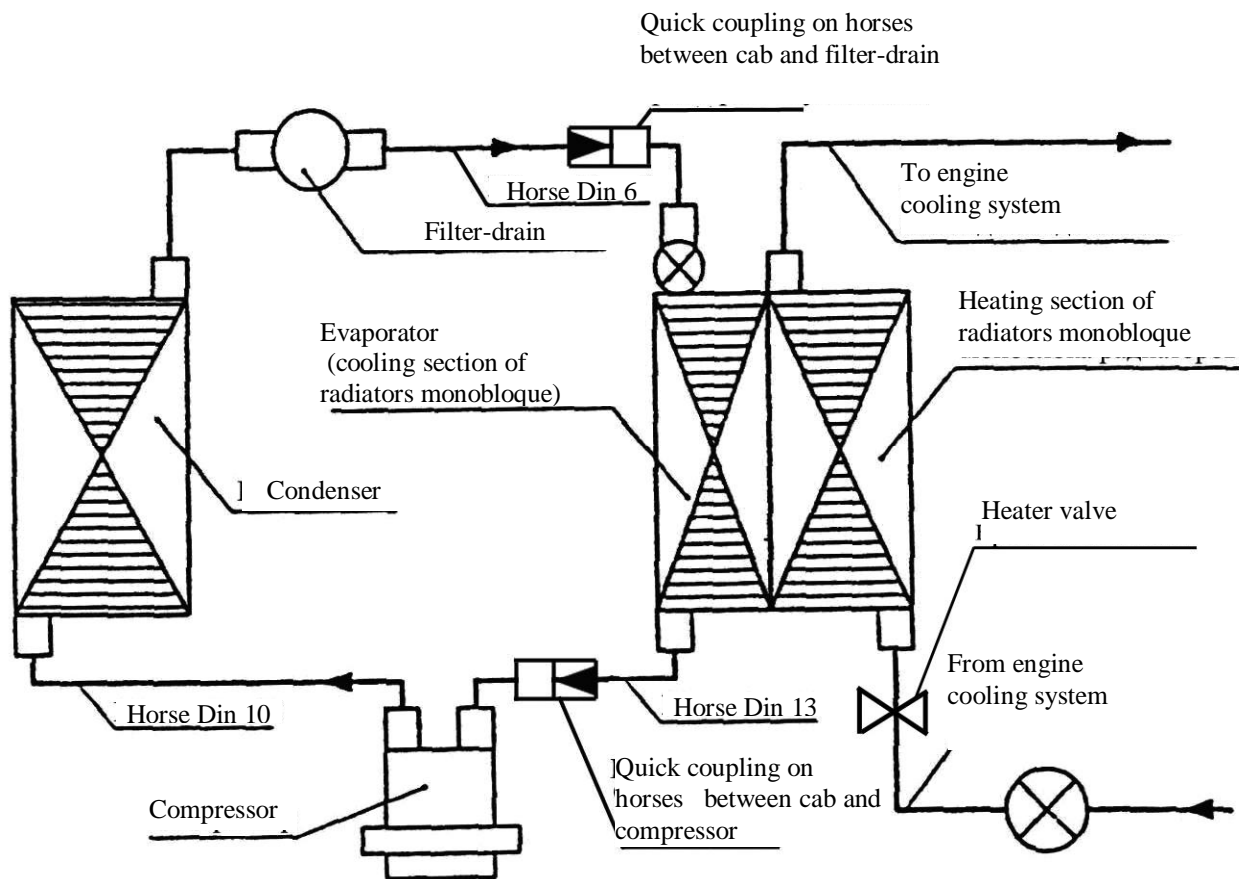 Quick coupling on horses
between cab and filter-drain
Horse Din 6
Filter-drain
To engine
cooling system
Evaporator
(cooling section of
radiators monobloque)
Heating section of
radiators monobloque
Condenser
Heater valve
From engine
cooling system
Horse Din 10
Horse Din 13
Compressor
Quick coupling on
horses between cab and
compressor